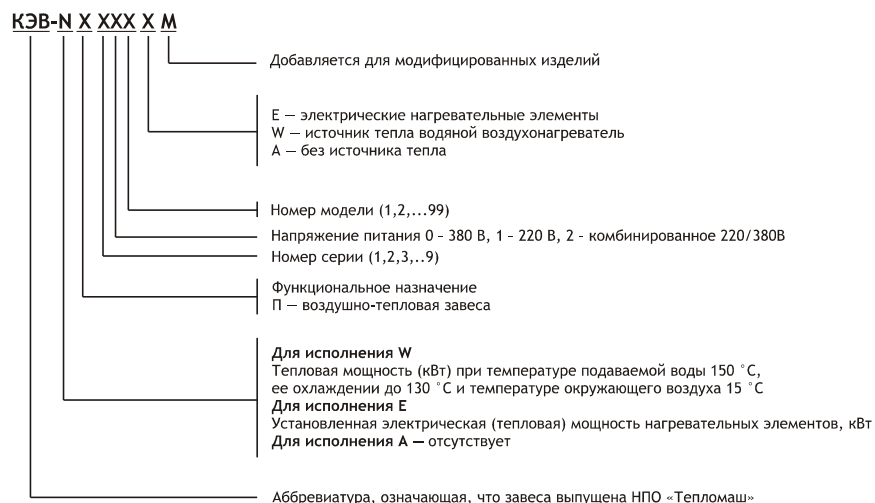 КЭВ-N X XXX X M
Добавляется для модифицированных изделий
E — электрические нагревательные элементы
W — источник тепла водяной воздухонагреватель
А — без источника тепла
Номер модели (1,2,...99)
Напряжение питания 0 - 380 В, 1 - 220 В, 2 - комбинированное 220/380В
Номер серии (1,2,3,..9)
Функциональное назначение
П — воздушно-тепловая завеса
Для исполнения W
Тепловая мощность (кВт) при температуре подаваемой воды 150 °С,
ее охлаждении до 130 °С и температуре окружающего воздуха 15 °С
Для исполнения E
Установленная электрическая (тепловая) мощность нагревательных элементов, кВт
Для исполнения А — отсутствует
Аббревиатура, означающая, что завеса выпущена НПО «Тепломаш»